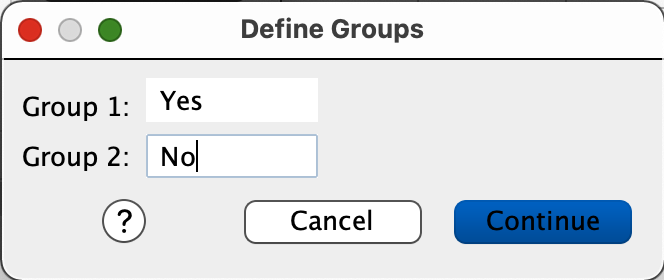 Define Groups
Group 1: Yes
Group 2: No
? Cancel Continue